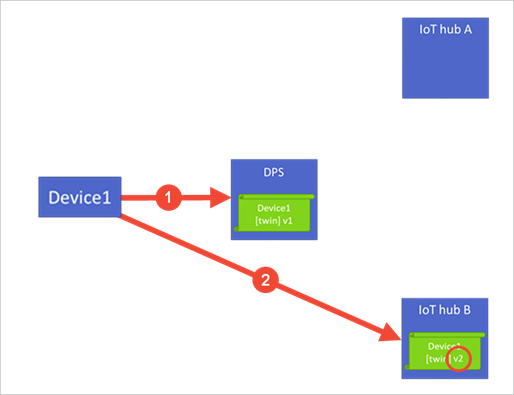 IoT hub A
DPS
Device1
1
Device1
[twin] v1
2
IoT hub B
Device1
[twin] v2